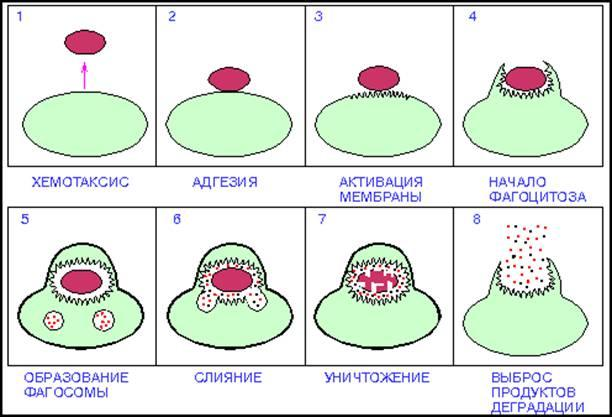 1 2 3 4
ХЕМОТАКСИС АДГЕЗИЯ АКТИВАЦИЯ НАЧАЛО
МЕМБРАНЫ ФАГОЦИТОЗА
5 6 7 8
ОБРАЗОВАНИЕ СЛИЯНИЕ УНИЧТОЖЕНИЕ ВЫБРОС
ФАГОСОМЫ ПРОДУКТОВ
ДЕГРАДАЦИИ